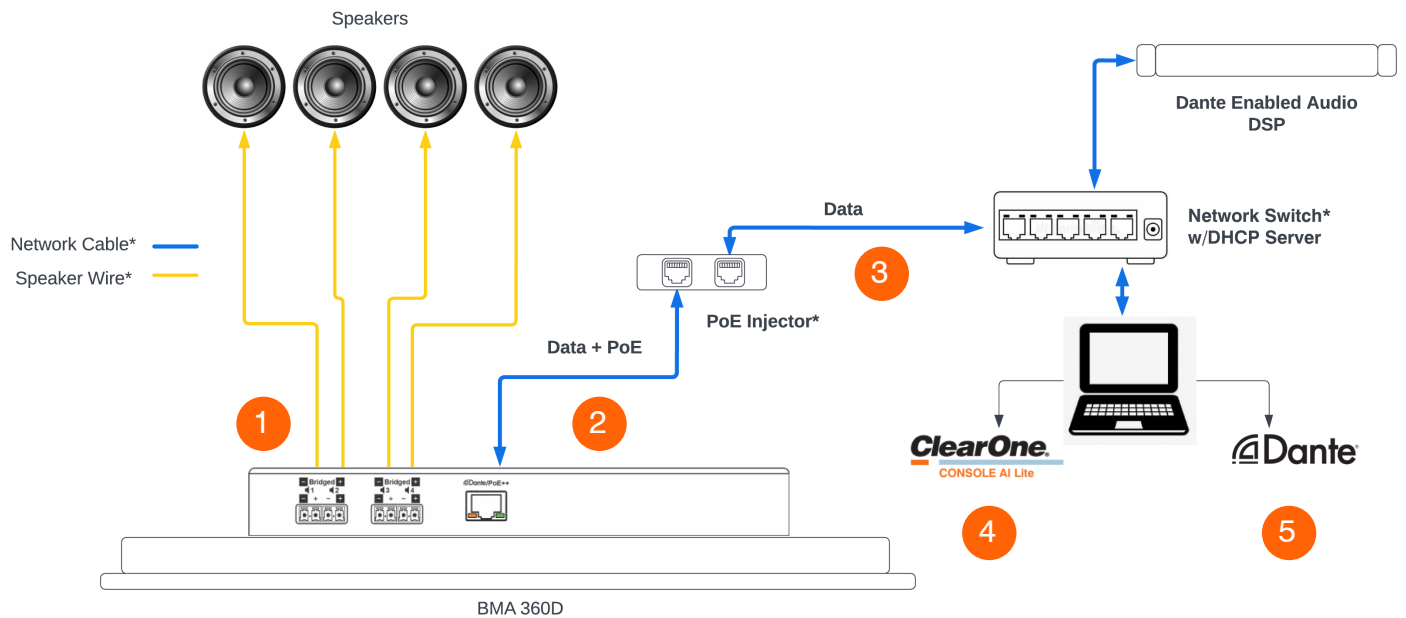 Speakers
Dante Enabled Audio
DSP
Data
Network Switch*
w/DHCP Server
Network Cable*
Speaker Wire*
3
PoE Injector*
Data + PoE
1
2
ClearOne.
CONSOLE AI Lite
Dante
- Bridged +
1 2
- + - +
- Bridged +
3 4
- + - +
Dante/PoE++
4
5
BMA 360D